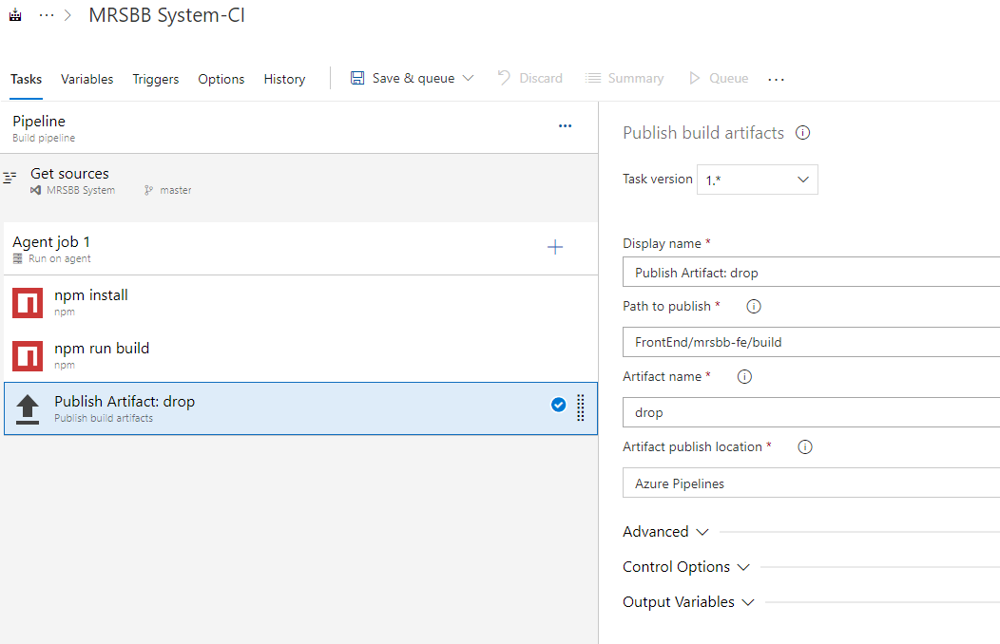 ··· > MRSBB System-CI
Tasks Variables Triggers Options History Save & queue Discard Summary Queue ...
Pipeline
Build pipeline
Get sources
MRSBB System master
Agent job 1
Run on agent
npm install
npm
npm run build
npm
Publish Artifact: drop
Publish build artifacts
Publish build artifacts
Task version 1.*
Display name *
Publish Artifact: drop
Path to publish *
FrontEnd/mrsbb-fe/build
Artifact name *
drop
Artifact publish location *
Azure Pipelines
Advanced
Control Options
Output Variables